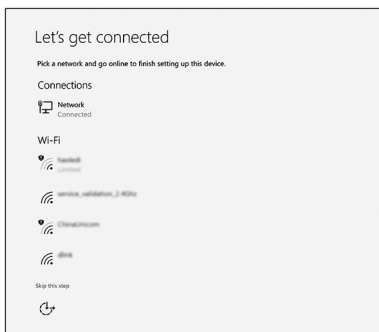 Let's get connected
Pick a network and go online to finish setting up this device.
Connections
Network
Connected
Wi-Fi
Limited
service_validation_2.4Ghz
ChinaUnicom
dlink
Skip this step